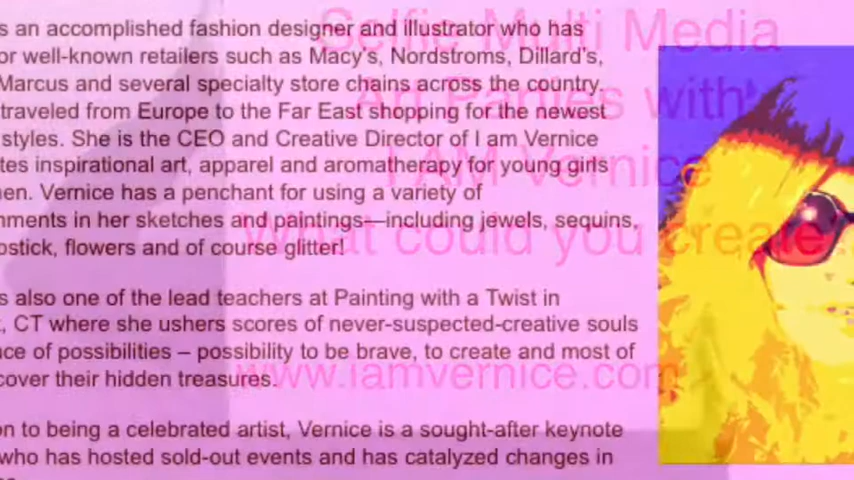 s an accomplished fashion designer and illustrator who has
or well-known retailers such as Macy's, Nordstroms, Dillard's,
Marcus and several specialty store chains across the country.
traveled from Europe to the Far East shopping for the newest
styles. She is the CEO and Creative Director of I am Vernice
tes inspirational art, apparel and aromatherapy for young girls
en. Vernice has a penchant for using a variety of
ments in her sketches and paintings—including jewels, sequins,
ostick, flowers and of course glitter!
s also one of the lead teachers at Painting with a Twist in
, CT where she ushers scores of never-suspected-creative souls
ce of possibilities – possibility to be brave, to create and most of
cover their hidden treasures.
on to being a celebrated artist, Vernice is a sought-after keynote
who has hosted sold-out events and has catalyzed changes in
Selfie Multi Media
Art Parties with
I AM Vernice
What could you create
www.iamvernice.com